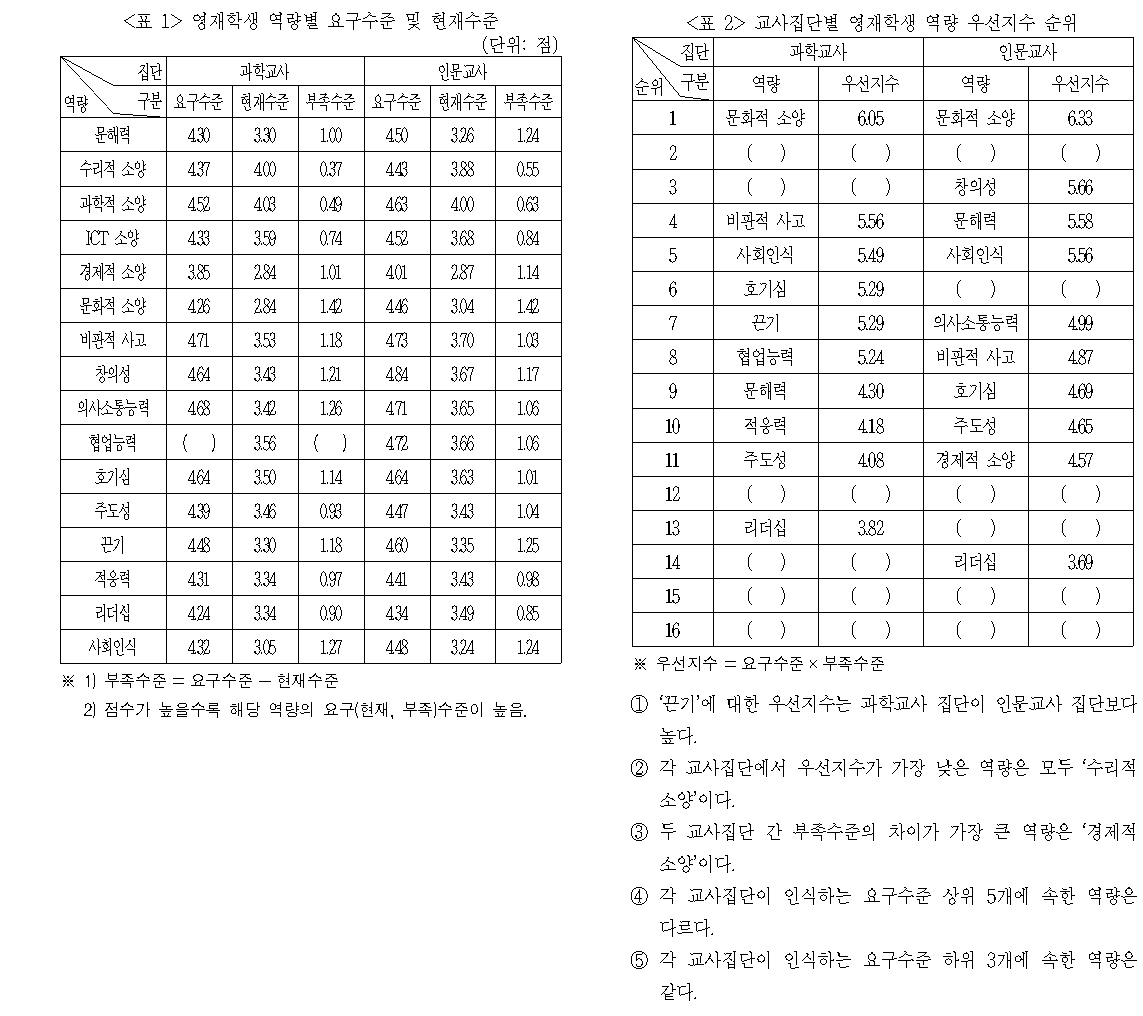 <표 1> 영재학생 역량별 요구수준 및 현재수준
(단위: 점)
집단 과학교사 인문교사
역량 구분 요구수준 현재수준 부족수준 요구수준 현재수준 부족수준
문해력 4.30 3.30 1.00 4.50 3.26 1.24
수리적 소양 4.37 4.00 0.37 4.43 3.88 0.55
과학적 소양 4.52 4.03 0.49 4.63 4.00 0.63
ICT 소양 4.33 3.59 0.74 4.52 3.68 0.84
경제적 소양 3.85 2.84 1.01 4.01 2.87 1.14
문화적 소양 4.26 2.84 1.42 4.46 3.04 1.42
비관적 사고 4.71 3.53 1.18 4.73 3.70 1.03
창의성 4.64 3.43 1.21 4.84 3.67 1.17
의사소통능력 4.68 3.42 1.26 4.71 3.65 1.06
협업능력 ( ) 3.56 ( ) 4.72 3.66 1.06
호기심 4.64 3.50 1.14 4.64 3.63 1.01
주도성 4.39 3.46 0.93 4.47 3.43 1.04
끈기 4.48 3.30 1.18 4.60 3.35 1.25
적응력 4.31 3.34 0.97 4.41 3.43 0.98
리더십 4.24 3.34 0.90 4.34 3.49 0.85
사회인식 4.32 3.05 1.27 4.48 3.24 1.24
※ 1) 부족수준 = 요구수준 - 현재수준
2) 점수가 높을수록 해당 역량의 요구(현재, 부족)수준이 높음.
<표 2> 교사집단별 영재학생 역량 우선지수 순위
집단 과학교사 인문교사
순위 구분 역량 우선지수 역량 우선지수
1 문화적 소양 6.05 문화적 소양 6.33
2 ( ) ( ) ( ) ( )
3 ( ) ( ) 창의성 5.66
4 비관적 사고 5.56 문해력 5.58
5 사회인식 5.49 사회인식 5.56
6 호기심 5.29 ( ) ( )
7 끈기 5.29 의사소통능력 4.99
8 협업능력 5.24 비관적 사고 4.87
9 문해력 4.30 호기심 4.69
10 적응력 4.18 주도성 4.65
11 주도성 4.08 경제적 소양 4.57
12 ( ) ( ) ( ) ( )
13 리더십 3.82 ( ) ( )
14 ( ) ( ) 리더십 3.69
15 ( ) ( ) ( ) ( )
16 ( ) ( ) ( ) ( )
※ 우선지수 = 요구수준 × 부족수준
① ‘끈기’에 대한 우선지수는 과학교사 집단이 인문교사 집단보다
높다.
② 각 교사집단에서 우선지수가 가장 낮은 역량은 모두 ‘수리적
소양’이다.
③ 두 교사집단 간 부족수준의 차이가 가장 큰 역량은 ‘경제적
소양’이다.
④ 각 교사집단이 인식하는 요구수준 상위 5개에 속한 역량은
다르다.
⑤ 각 교사집단이 인식하는 요구수준 하위 3개에 속한 역량은
같다.